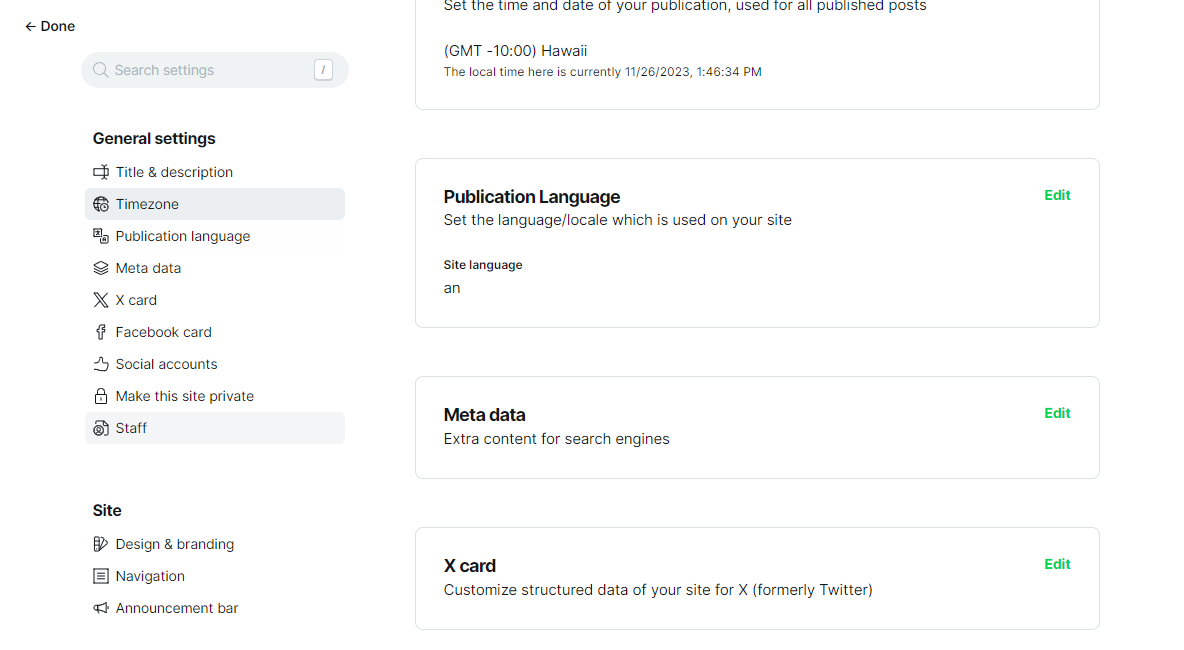 ← Done
Search settings /
General settings
Title & description
Timezone
Publication language
Meta data
X card
Facebook card
Social accounts
Make this site private
Staff
Site
Design & branding
Navigation
Announcement bar
Set the time and date of your publication, used for all published posts
(GMT -10:00) Hawaii
The local time here is currently 11/26/2023, 1:46:34 PM
Publication Language
Edit
Set the language/locale which is used on your site
Site language
an
Meta data
Edit
Extra content for search engines
X card
Edit
Customize structured data of your site for X (formerly Twitter)